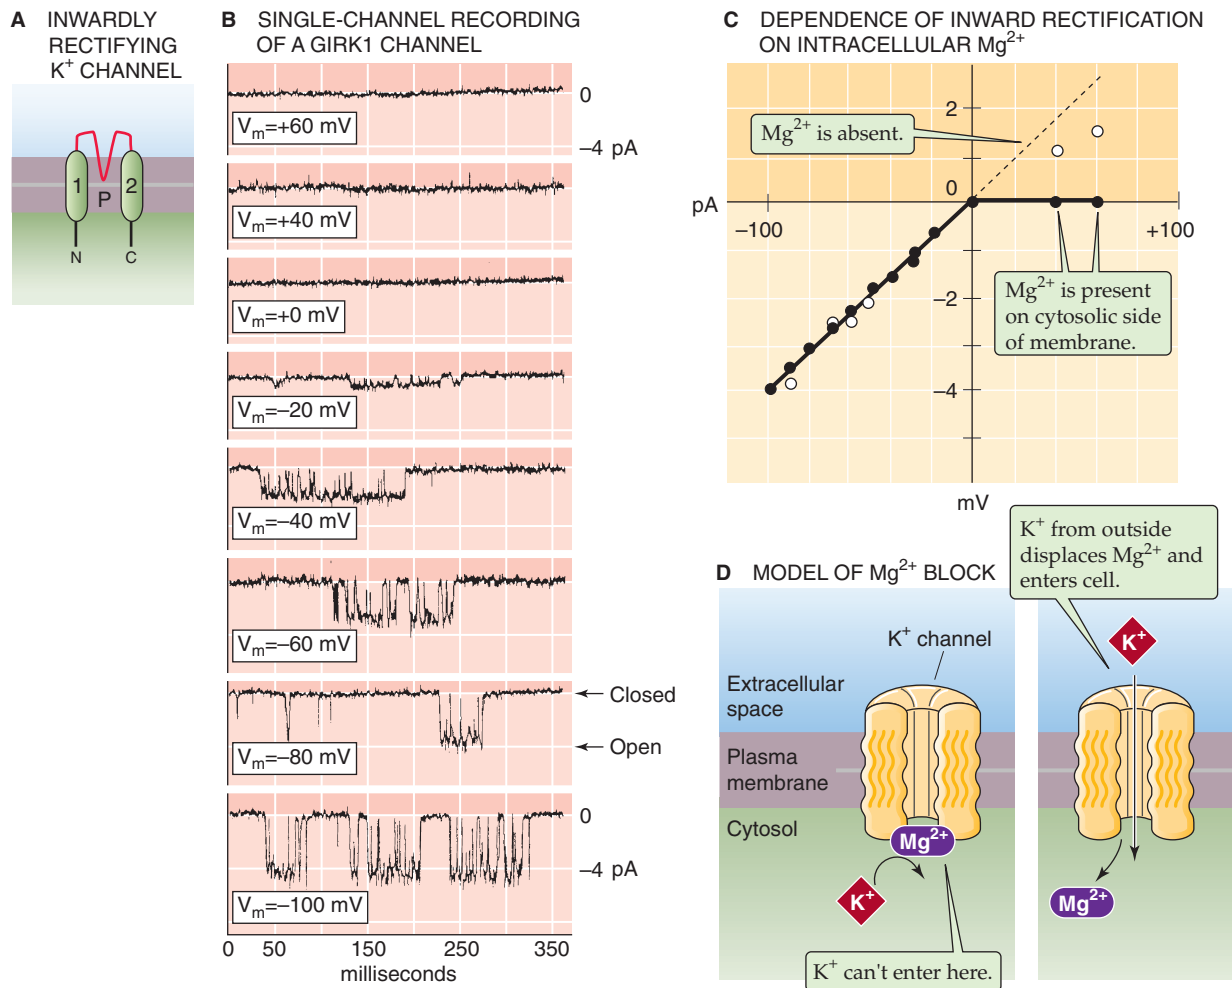 A INWARDLY
RECTIFYING
K⁺ CHANNEL
1
2
P
N
C
B SINGLE-CHANNEL RECORDING
OF A GIRK1 CHANNEL
0
Vₘ=+60 mV
–4 pA
Vₘ=+40 mV
Vₘ=+0 mV
Vₘ=–20 mV
Vₘ=–40 mV
Vₘ=–60 mV
Closed
Open
Vₘ=–80 mV
0
–4 pA
Vₘ=–100 mV
0 50 150 250 350
milliseconds
C DEPENDENCE OF INWARD RECTIFICATION
ON INTRACELLULAR Mg²⁺
2
Mg²⁺ is absent.
0
pA
–100
+100
Mg²⁺ is present
on cytosolic side
of membrane.
–2
–4
mV
D MODEL OF Mg²⁺ BLOCK
K⁺ from outside
displaces Mg²⁺ and
enters cell.
K⁺ channel
K⁺
Extracellular
space
Plasma
membrane
Cytosol
Mg²⁺
K⁺
Mg²⁺
K⁺ can't enter here.